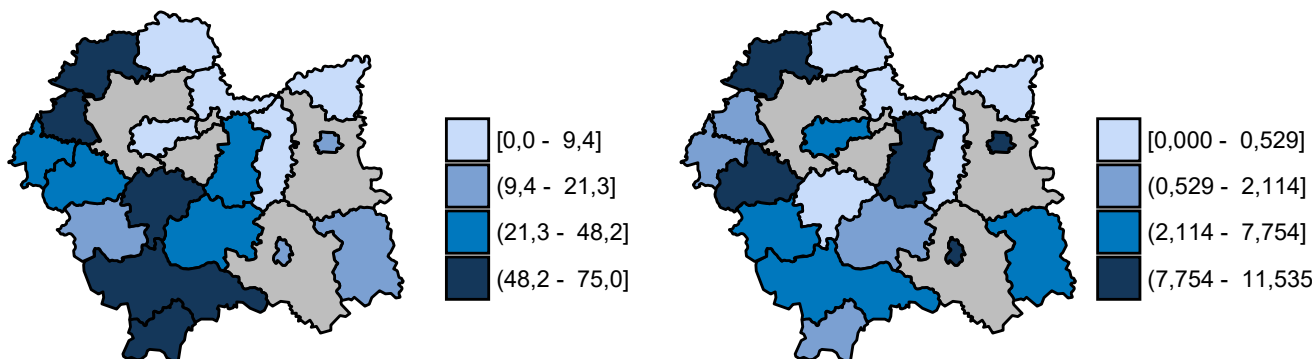 [0,0 - 9,4]
(9,4 - 21,3]
(21,3 - 48,2]
(48,2 - 75,0]
[0,000 - 0,529]
(0,529 - 2,114]
(2,114 - 7,754]
(7,754 - 11,535